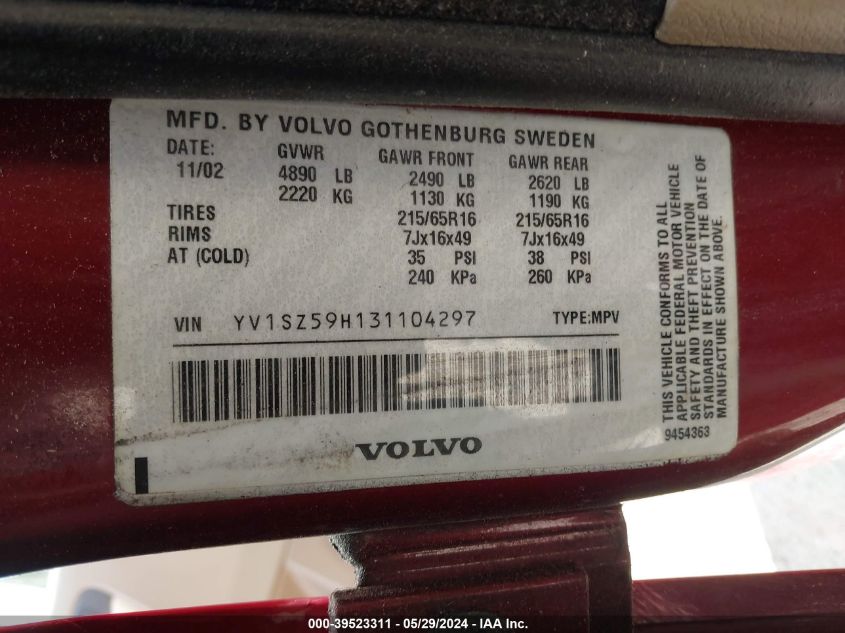 MFD. BY VOLVO GOTHENBURG SWEDEN
DATE: GVWR GAWR FRONT GAWR REAR
11/02 4890 LB 2490 LB 2620 LB
2220 KG 1130 KG 1190 KG
TIRES 215/65R16 215/65R16
RIMS 7Jx16x49 7Jx16x49
AT (COLD) 35 PSI 38 PSI
240 KPa 260 KPa
VIN YV1SZ59H131104297 TYPE:MPV
VOLVO
THIS VEHICLE CONFORMS TO ALL
APPLICABLE FEDERAL MOTOR VEHICLE
SAFETY AND THEFT PREVENTION
STANDARDS IN EFFECT ON THE DATE OF
MANUFACTURE SHOWN ABOVE.
9454363
000-39523311 - 05/29/2024 - IAA Inc.